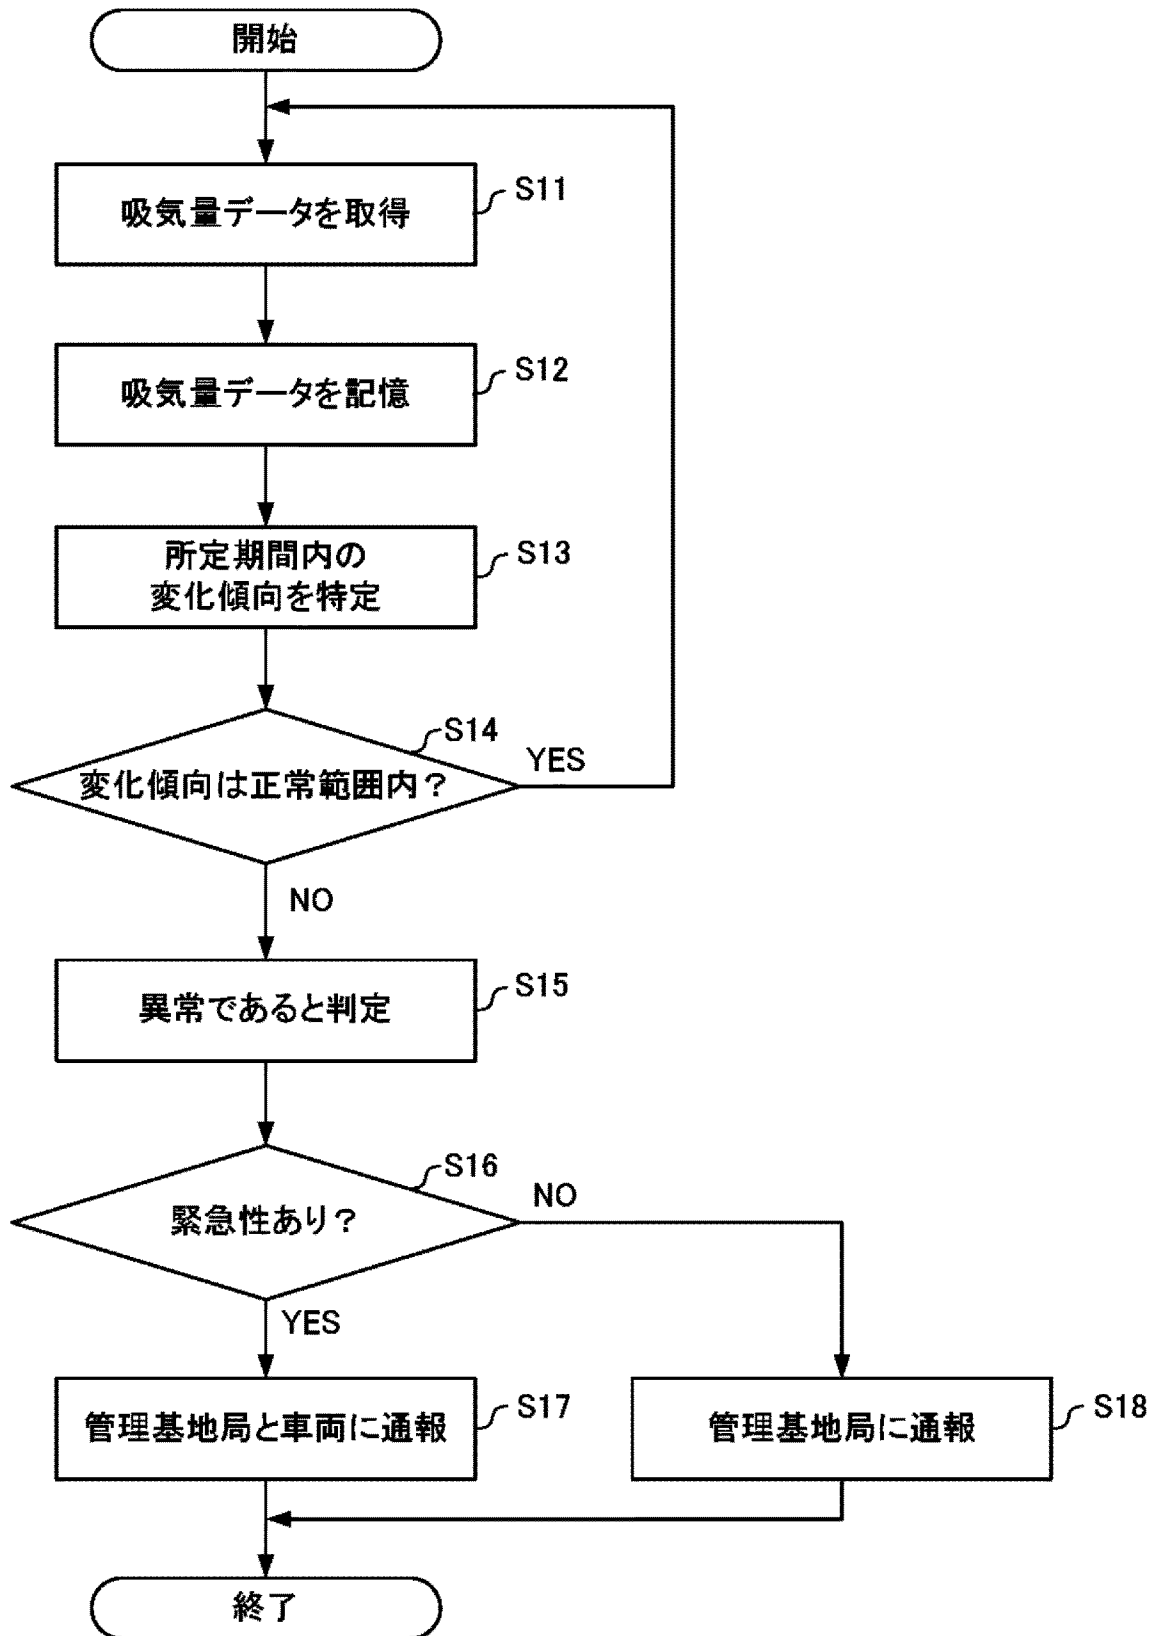 開始
吸気量データを取得
S11
吸気量データを記憶
S12
所定期間内の
変化傾向を特定
S13
変化傾向は正常範囲内？
S14
YES
NO
異常であると判定
S15
緊急性あり？
S16
NO
YES
管理基地局と車両に通報
S17
管理基地局に通報
S18
終了